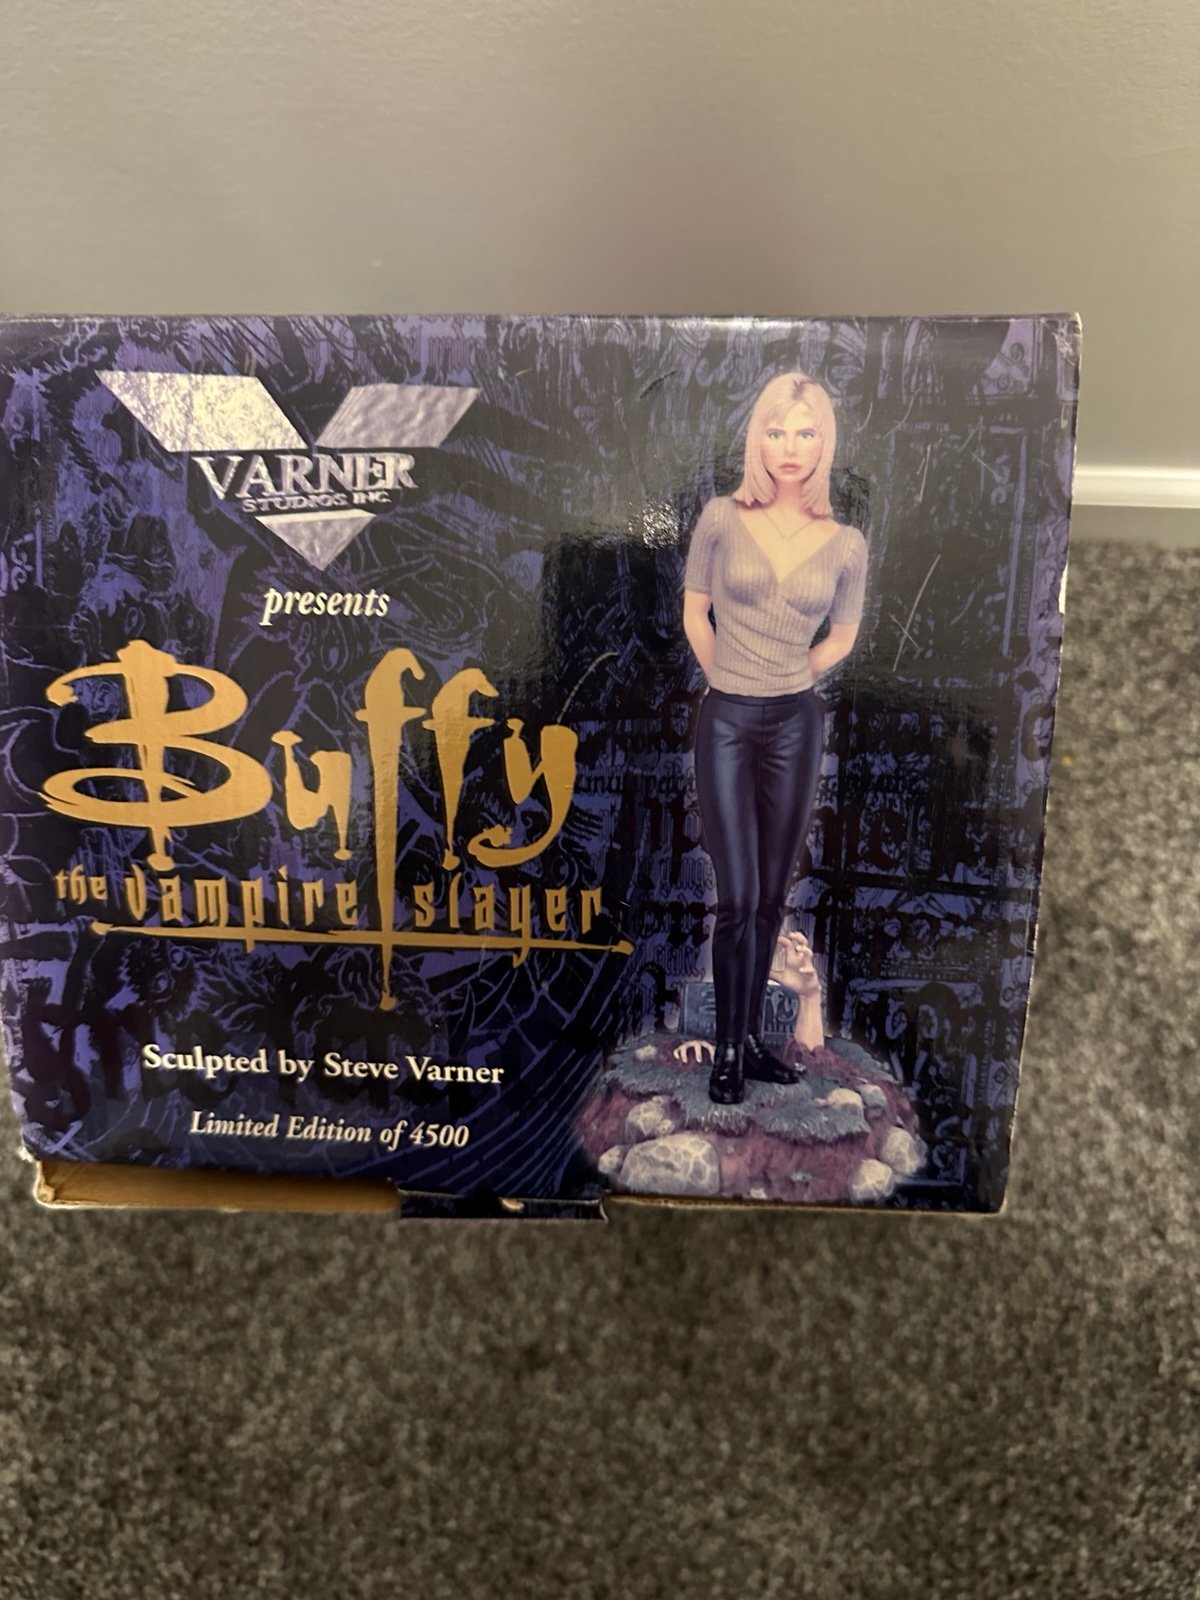 VARNER
STUDIOS INC.
presents
Buffy
the vampire slayer
Sculpted by Steve Varner
Limited Edition of 4500